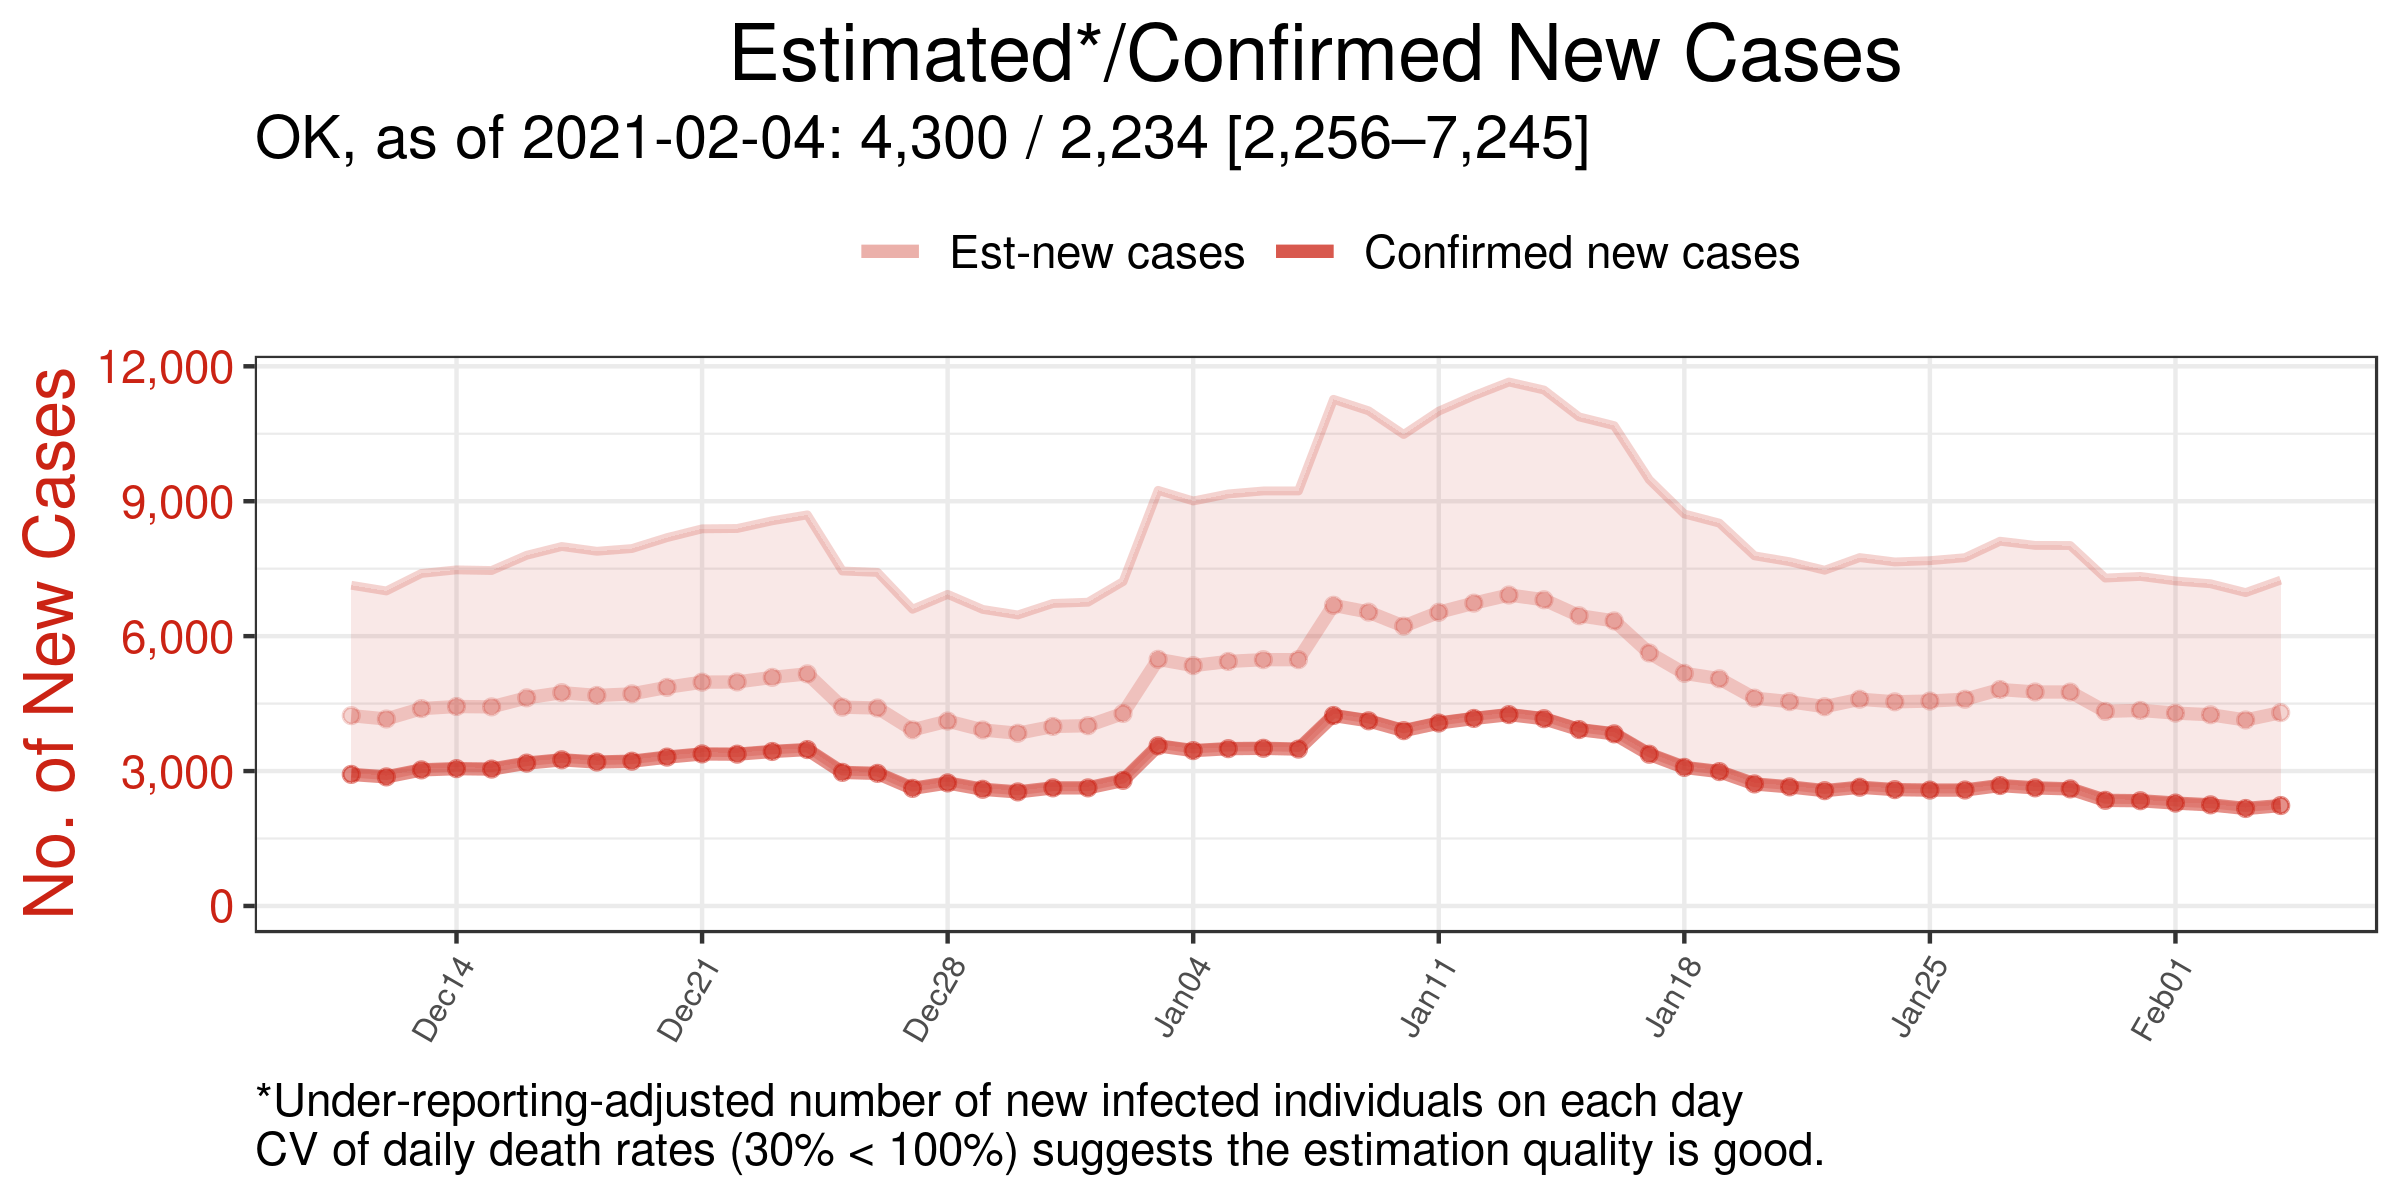 Estimated*/Confirmed New Cases
OK, as of 2021-02-04: 4,300 / 2,234 [2,256–7,245]
Est-new cases
Confirmed new cases
No. of New Cases
12,000
9,000
6,000
3,000
0
Dec14
Dec21
Dec28
Jan04
Jan11
Jan18
Jan25
Feb01
*Under-reporting-adjusted number of new infected individuals on each day
CV of daily death rates (30% < 100%) suggests the estimation quality is good.